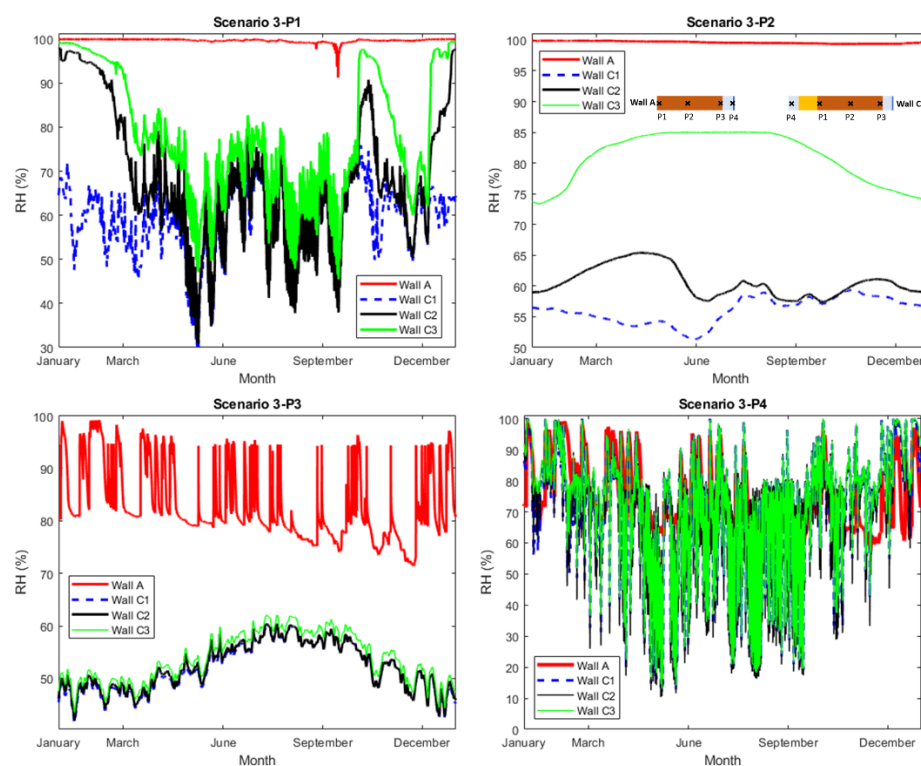 Scenario 3-P1
100
90
80
70
60
50
40
30
RH (%)
Wall A
Wall C1
Wall C2
Wall C3
January March June September December
Month
Scenario 3-P2
100
95
90
85
80
75
70
65
60
55
50
RH (%)
Wall A
Wall C1
Wall C2
Wall C3
Wall A
P1 P2 P3 P4
Wall C
P4 P1 P2 P3
January March June September December
Month
Scenario 3-P3
100
90
80
70
60
50
RH (%)
Wall A
Wall C1
Wall C2
Wall C3
January March June September December
Month
Scenario 3-P4
100
90
80
70
60
50
40
30
20
10
0
RH (%)
Wall A
Wall C1
Wall C2
Wall C3
January March June September December
Month